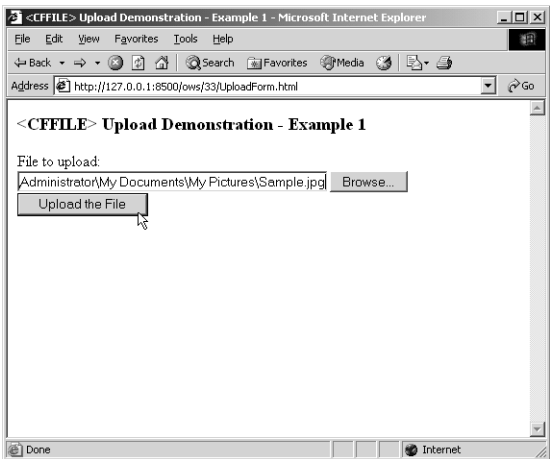 <CFFILE> Upload Demonstration - Example 1 - Microsoft Internet Explorer
File Edit View Favorites Tools Help
Back Search Favorites Media
Address http://127.0.0.1:8500/ows/33/UploadForm.html Go
<CFFILE> Upload Demonstration - Example 1
File to upload:
Administrator\My Documents\My Pictures\Sample.jpg Browse...
Upload the File
Done Internet